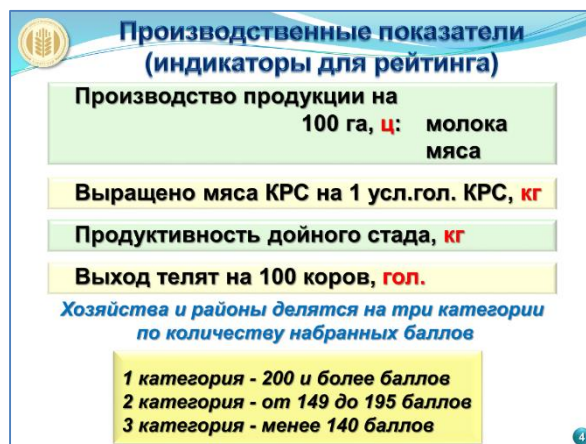 Производственные показатели
(индикаторы для рейтинга)
Производство продукции на
100 га, ц: молока
мяса
Выращено мяса КРС на 1 усл.гол. КРС, кг
Продуктивность дойного стада, кг
Выход телят на 100 коров, гол.
Хозяйства и районы делятся на три категории
по количеству набранных баллов
1 категория - 200 и более баллов
2 категория - от 149 до 195 баллов
3 категория - менее 140 баллов
4